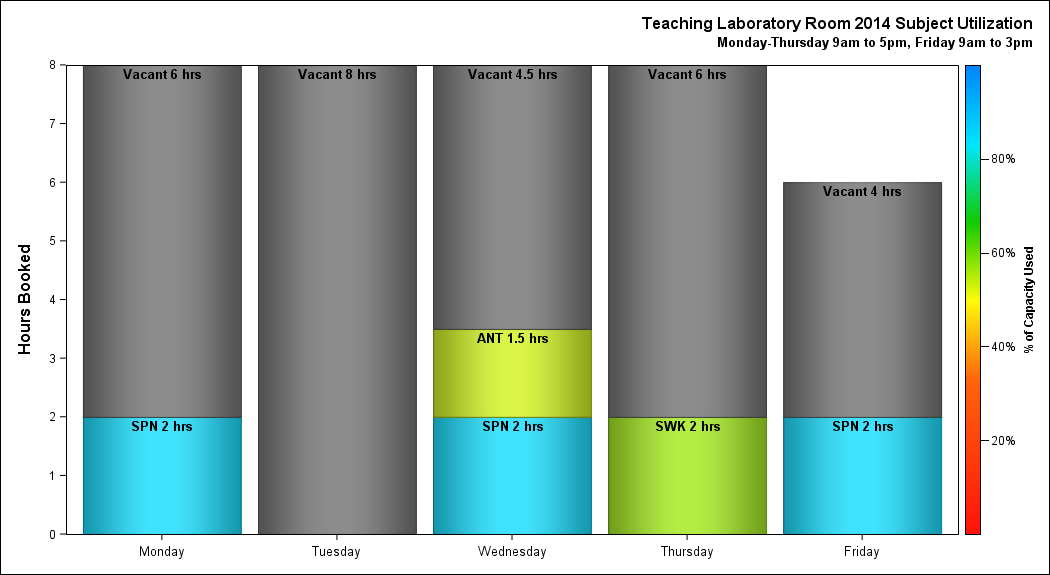 Teaching Laboratory Room 2014 Subject Utilization
Monday-Thursday 9am to 5pm, Friday 9am to 3pm
Hours Booked
8
7
6
5
4
3
2
1
0
Vacant 6 hrs
SPN 2 hrs
Vacant 8 hrs
Vacant 4.5 hrs
ANT 1.5 hrs
SPN 2 hrs
Vacant 6 hrs
SWK 2 hrs
Vacant 4 hrs
SPN 2 hrs
Monday
Tuesday
Wednesday
Thursday
Friday
80%
60%
40%
20%
% of Capacity Used